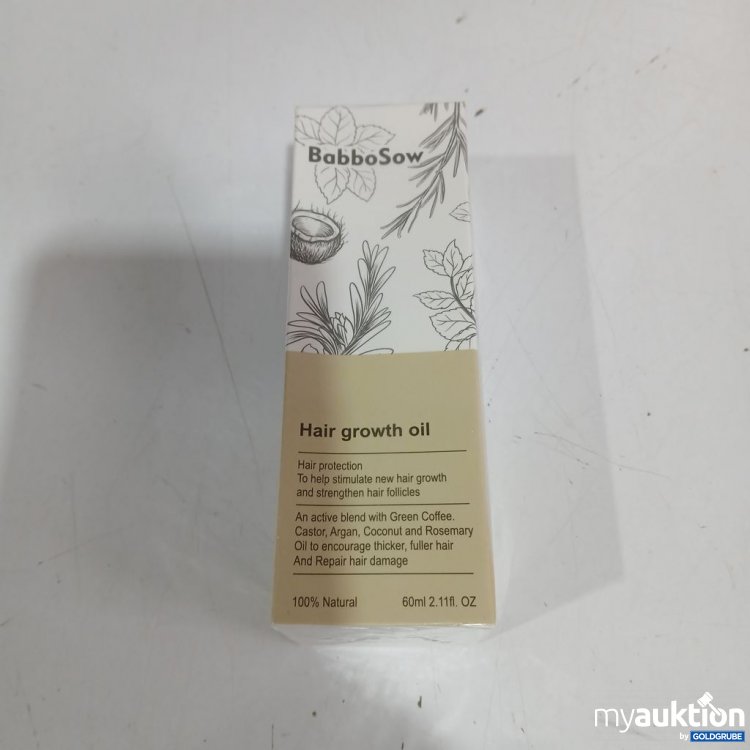 BabboSow
Hair growth oil
Hair protection
To help stimulate new hair growth
and strengthen hair follicles
An active blend with Green Coffee.
Castor, Argan, Coconut and Rosemary
Oil to encourage thicker, fuller hair
And Repair hair damage
100% Natural 60ml 2.11fl. OZ
myauktion
by GOLDGRUBE